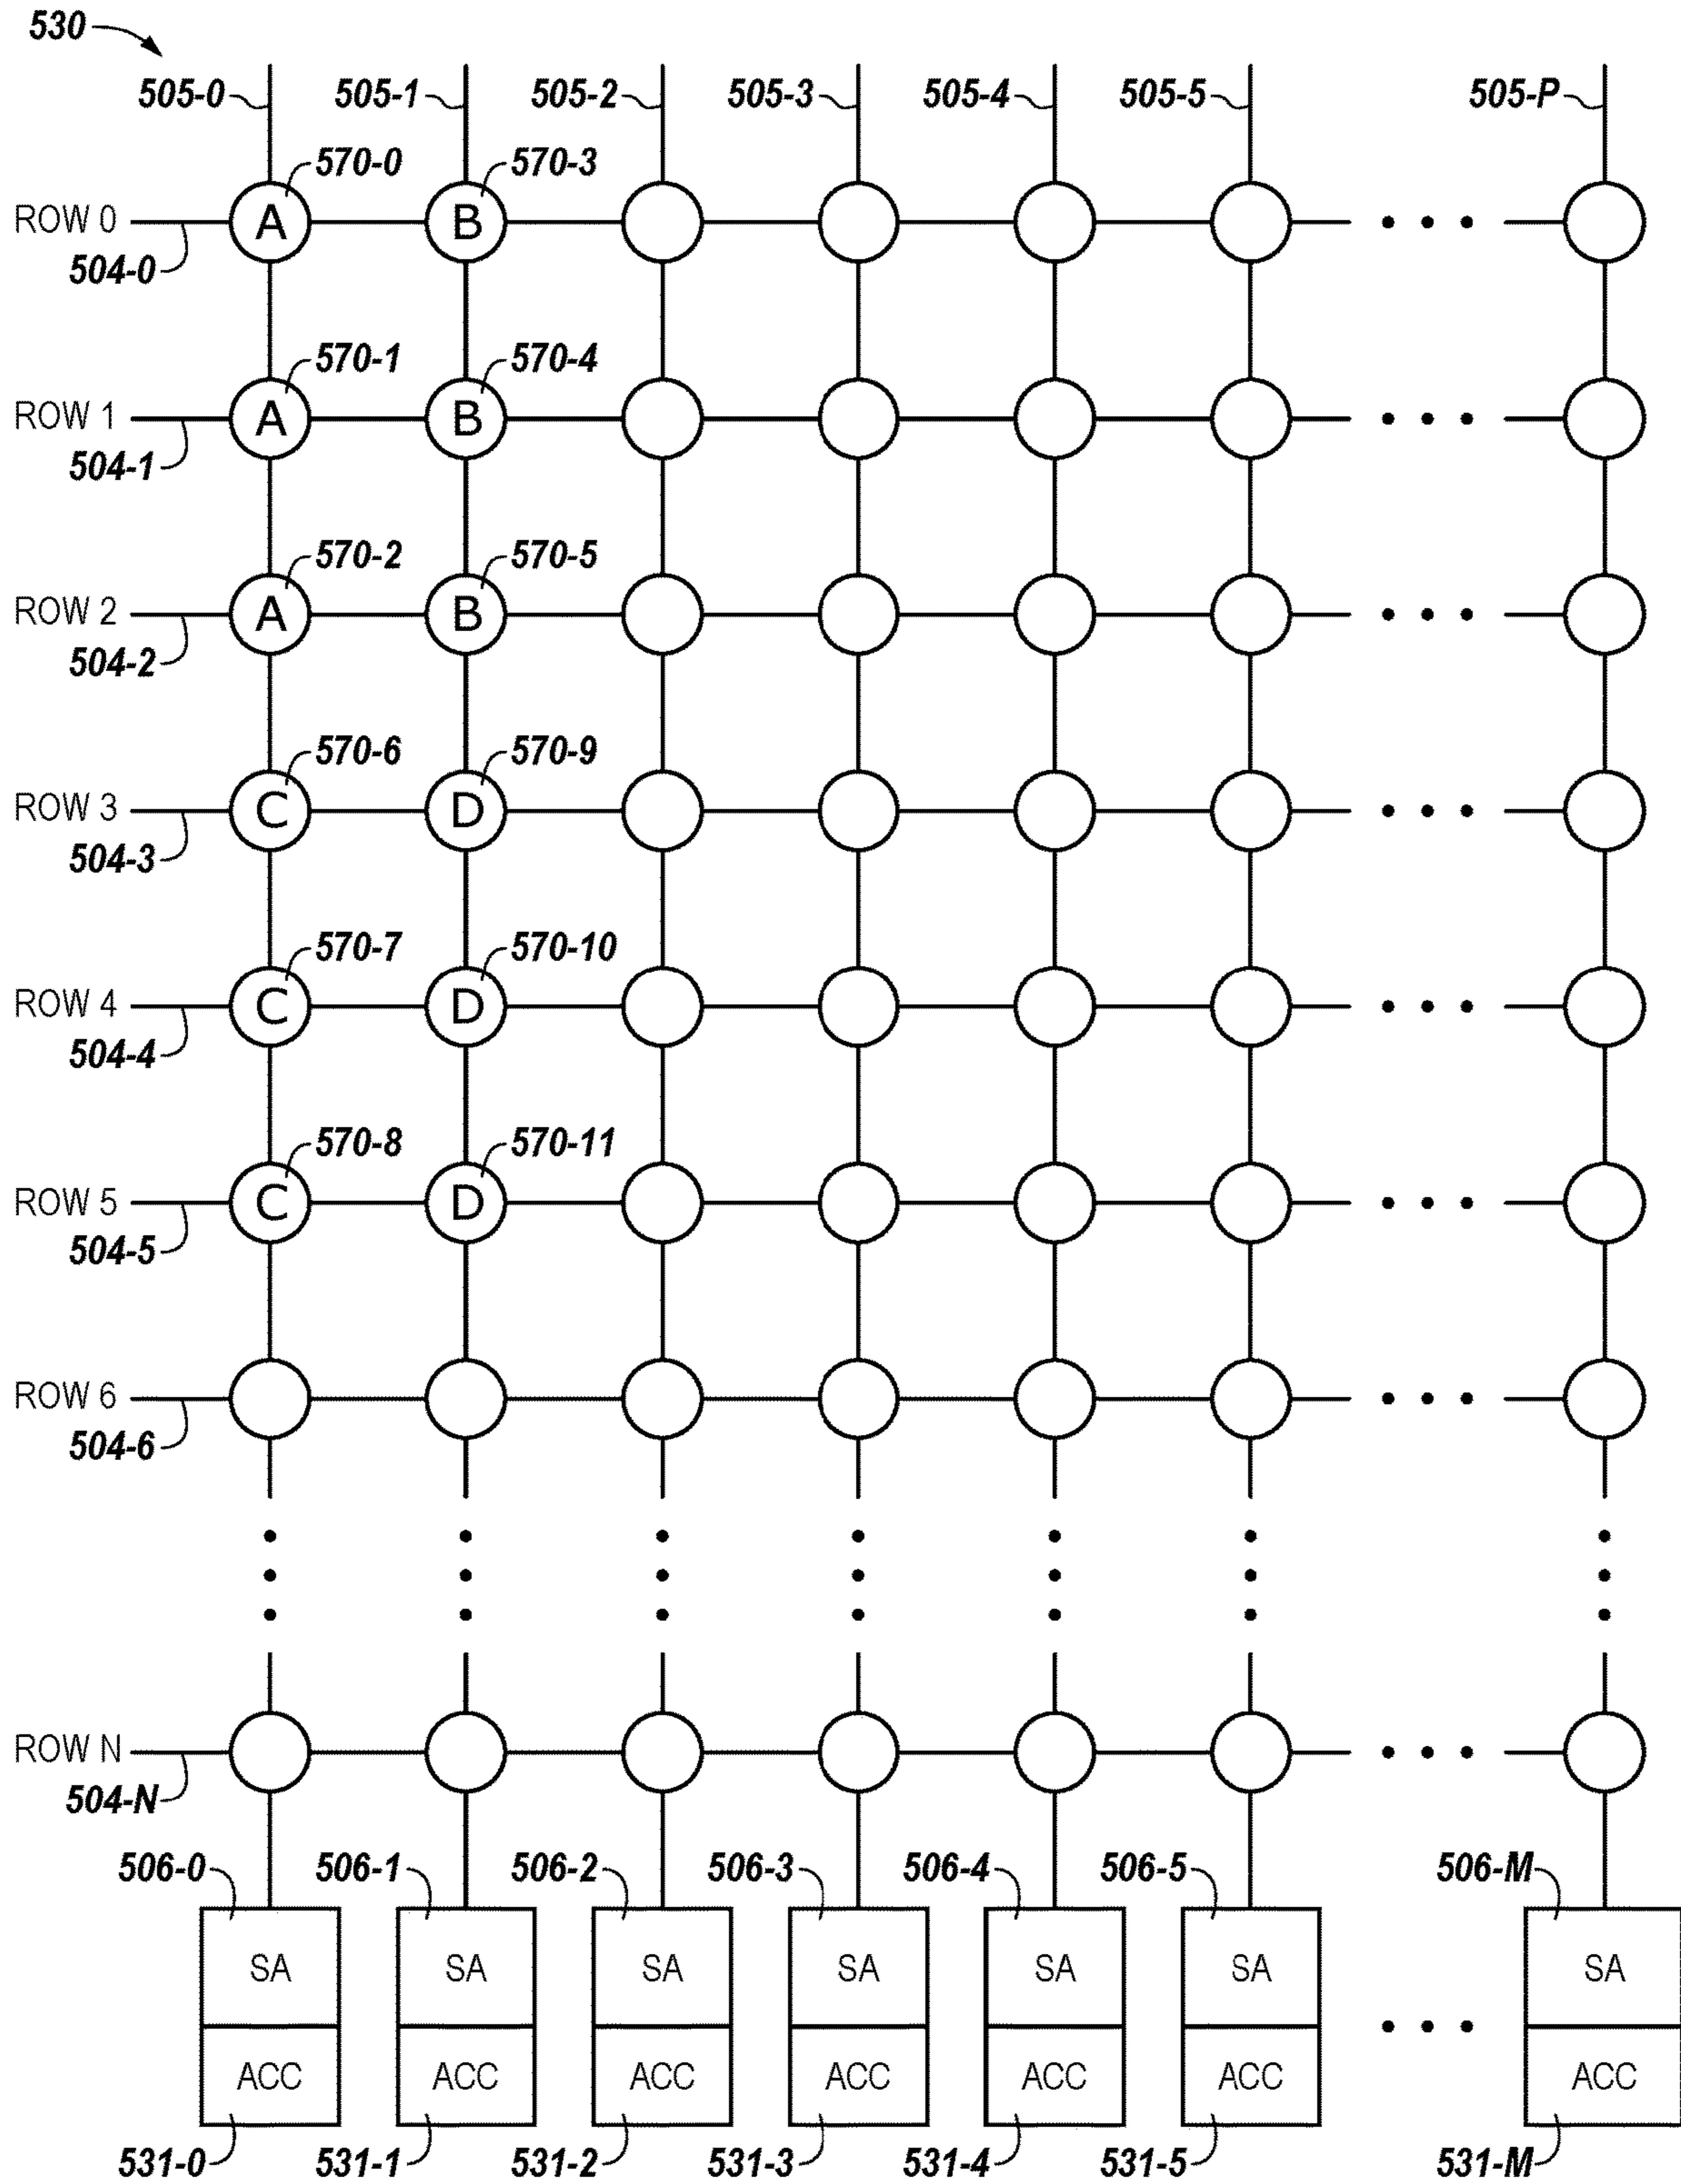 530
505-0 505-1 505-2 505-3 505-4 505-5 505-P
570-0 570-3
ROW 0 A B
504-0
570-1 570-4
ROW 1 A B
504-1
570-2 570-5
ROW 2 A B
504-2
570-6 570-9
ROW 3 C D
504-3
570-7 570-10
ROW 4 C D
504-4
570-8 570-11
ROW 5 C D
504-5
ROW 6
504-6
ROW N
504-N
506-0 506-1 506-2 506-3 506-4 506-5 506-M
SA SA SA SA SA SA SA
ACC ACC ACC ACC ACC ACC ACC
531-0 531-1 531-2 531-3 531-4 531-5 531-M